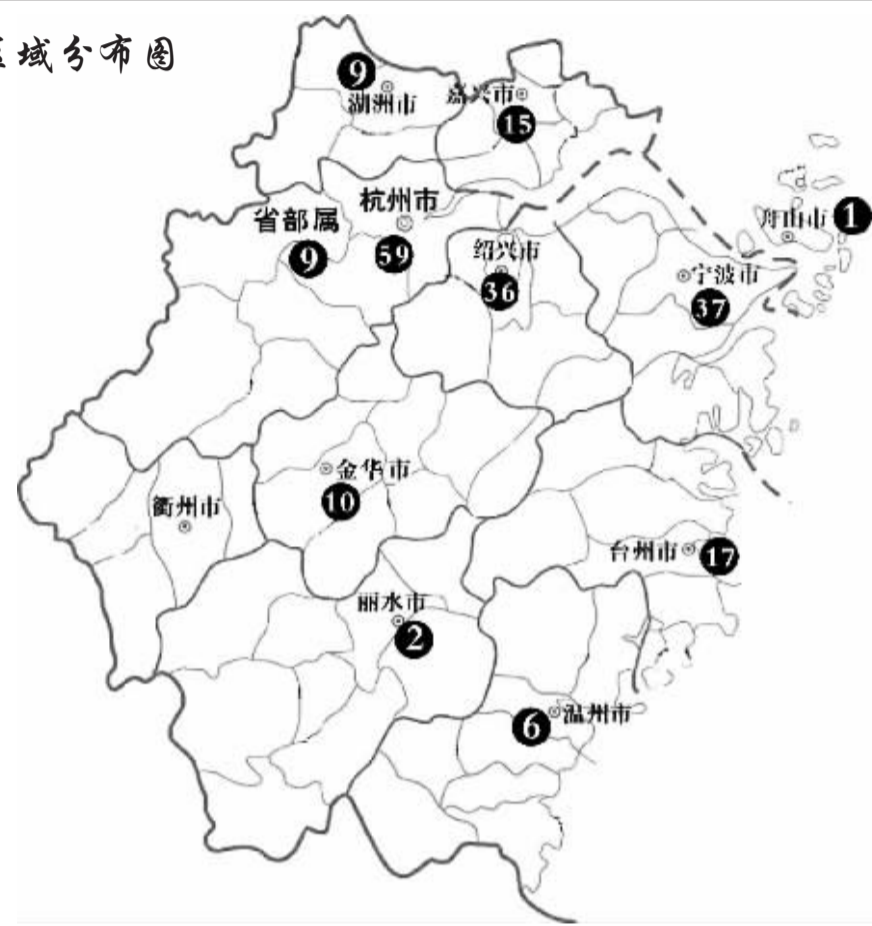 域分布图
9
湖洲市
嘉兴市
15
杭州市
省部属
9
59
舟山市
1
绍兴市
36
宁波市
37
金华市
10
衢州市
台州市
17
丽水市
2
6
温州市